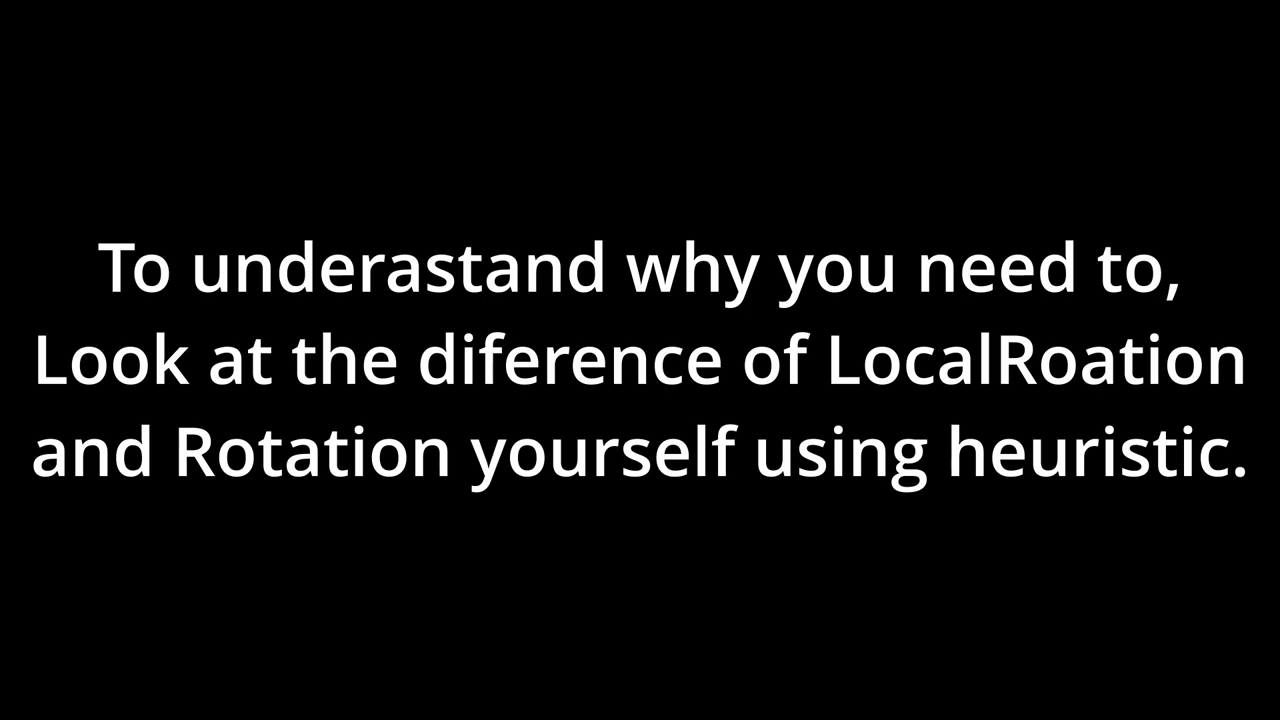 To underastand why you need to,
Look at the diference of LocalRoation
and Rotation yourself using heuristic.